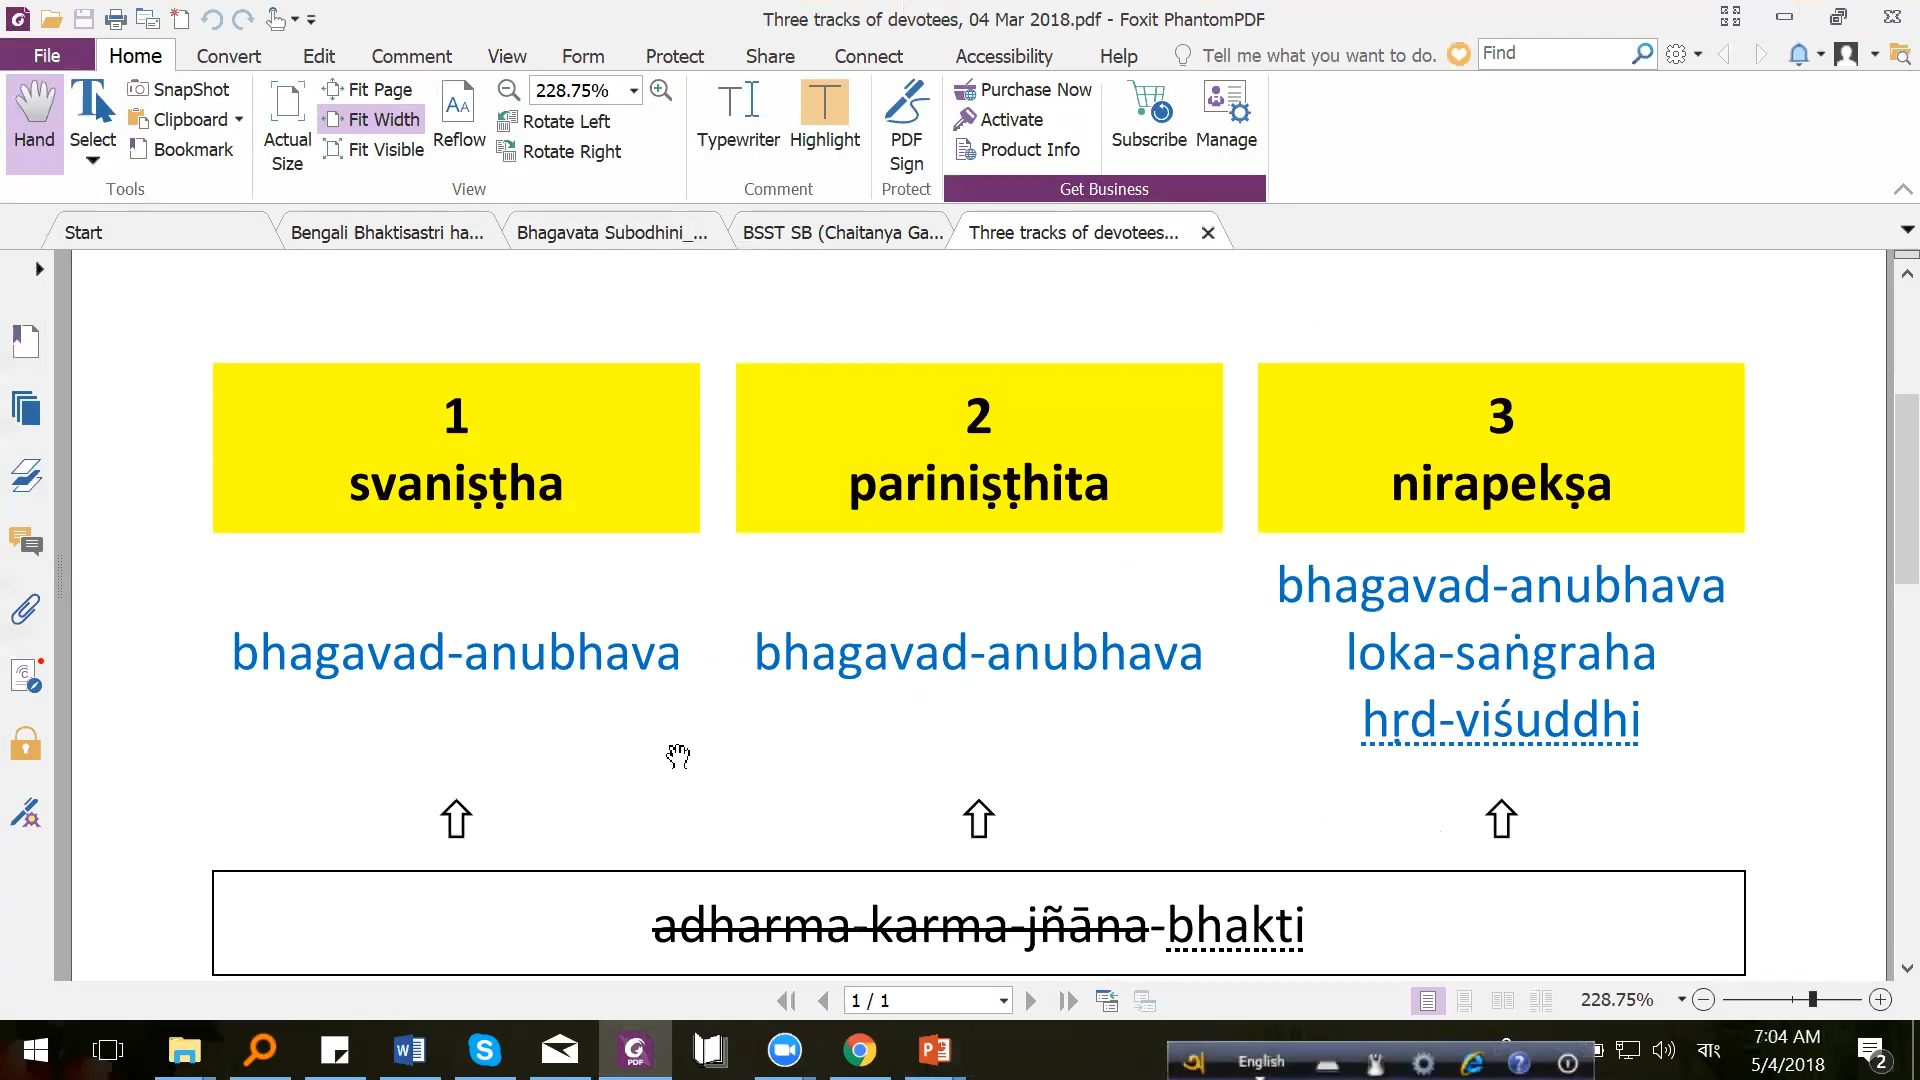 Three tracks of devotees, 04 Mar 2018.pdf - Foxit PhantomPDF
File Home Convert Edit Comment View Form Protect Share Connect Accessibility Help Tell me what you want to do. Find
Hand Select SnapShot Clipboard Bookmark
Actual Size Fit Page Fit Width Fit Visible Reflow 228.75% Rotate Left Rotate Right
Typewriter Highlight PDF Sign
Purchase Now Activate Product Info Subscribe Manage
Tools View Comment Protect Get Business
Start Bengali Bhaktisastri ha... Bhagavata Subodhini_... BSST SB (Chaitanya Ga... Three tracks of devotees...
1
svaniṣṭha
2
pariniṣṭhita
3
nirapekṣa
bhagavad-anubhava
bhagavad-anubhava
bhagavad-anubhava
loka-saṅgraha
hṛd-viśuddhi
adharma-karma-jñāna-bhakti
1 / 1 228.75%
English বাং 7:04 AM
5/4/2018 2